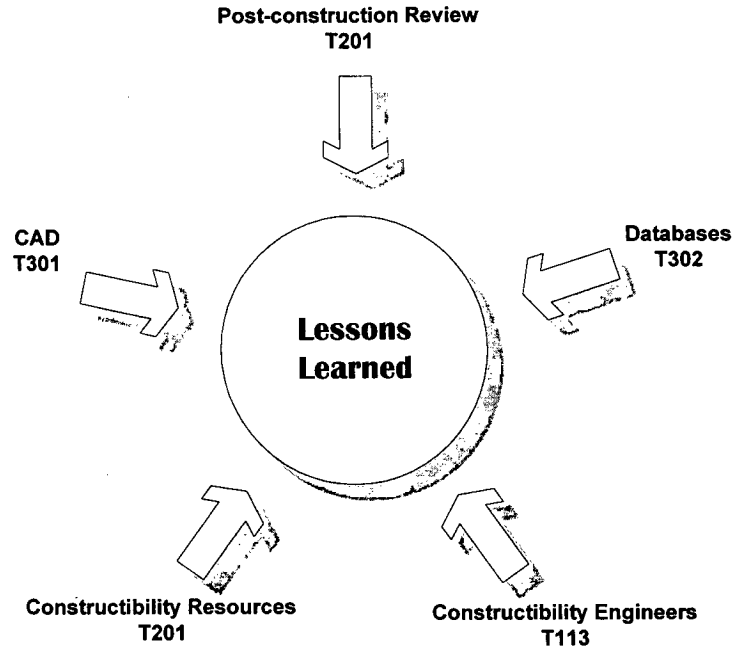 Post-construction Review
T201
CAD
T301
Databases
T302
Lessons
Learned
Constructibility Resources
T201
Constructibility Engineers
T113